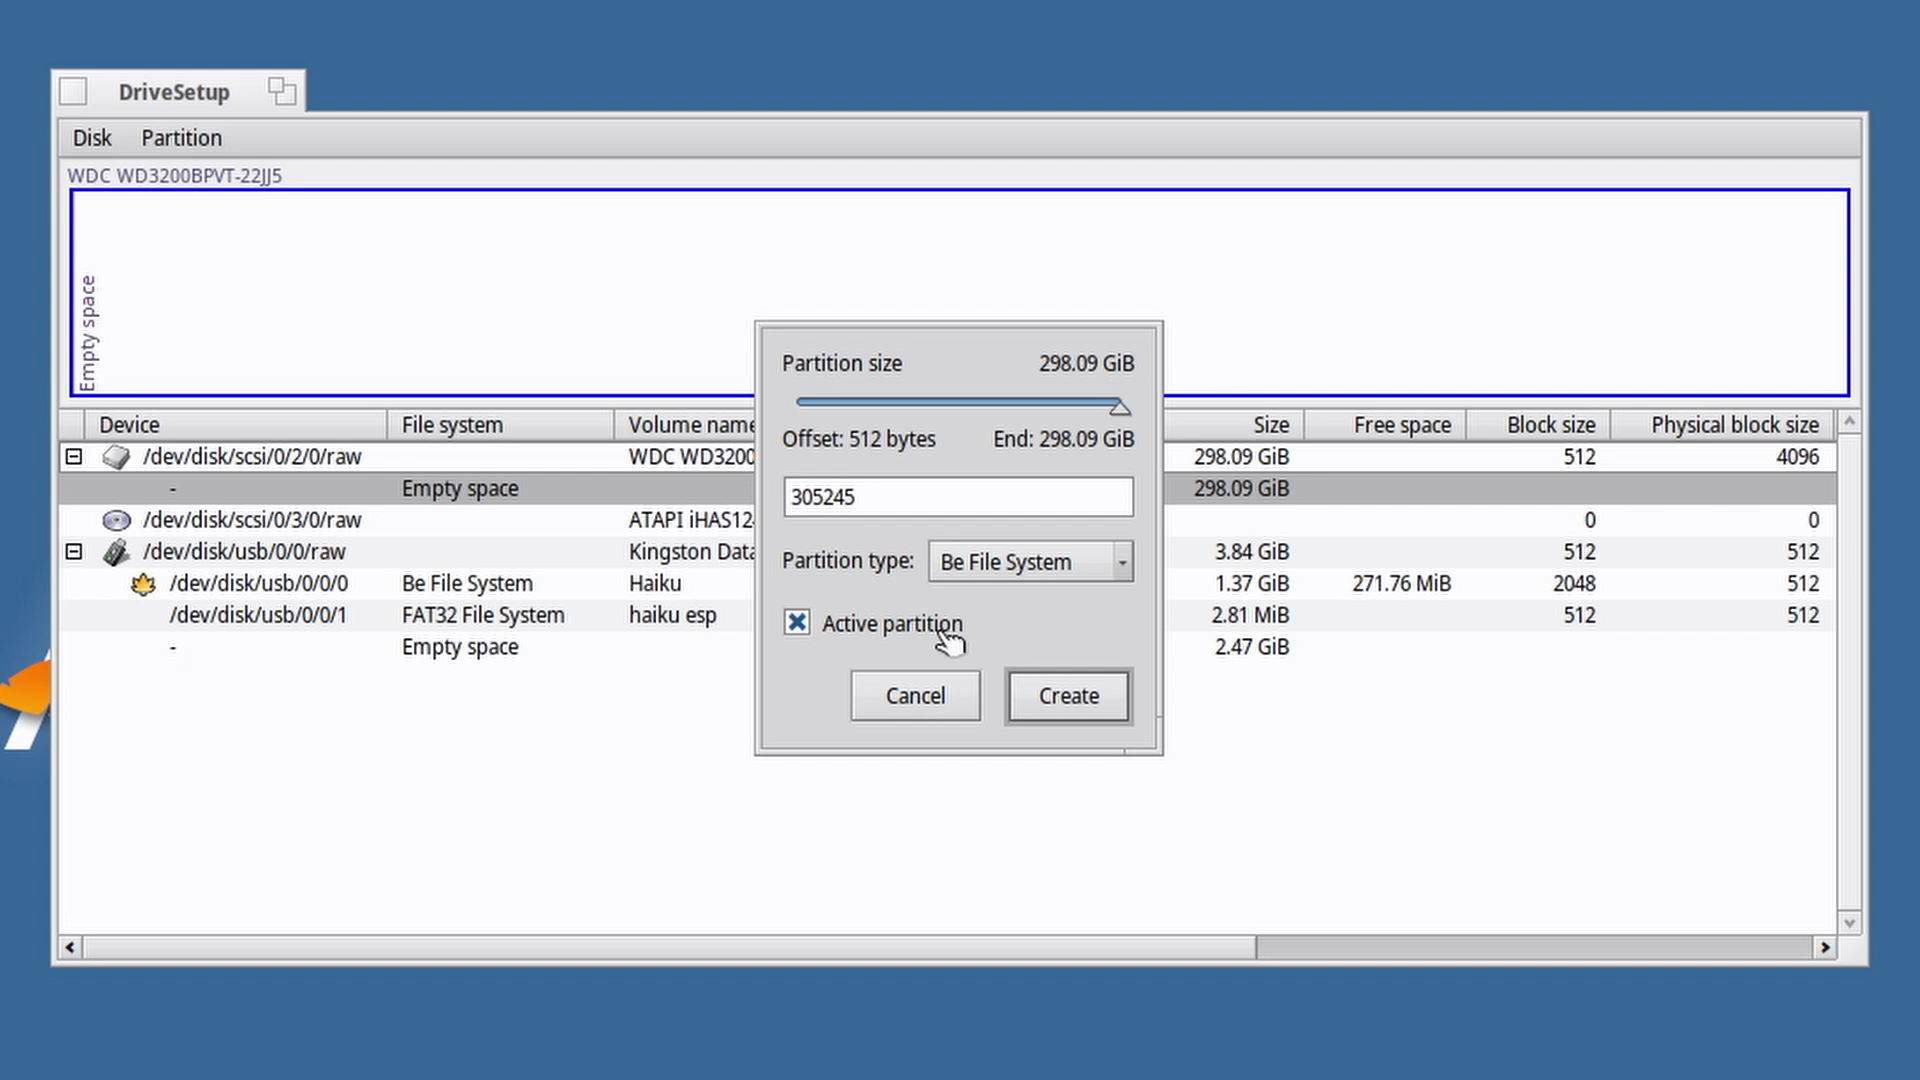 DriveSetup
Disk Partition
WDC WD3200BPVT-22JJ5
Empty space
Device File system Volume name Size Free space Block size Physical block size
/dev/disk/scsi/0/2/0/raw WDC WD3200 298.09 GiB 512 4096
- Empty space 298.09 GiB
/dev/disk/scsi/0/3/0/raw ATAPI iHAS12 0 0
/dev/disk/usb/0/0/raw Kingston Data 3.84 GiB 512 512
/dev/disk/usb/0/0/0 Be File System Haiku 1.37 GiB 271.76 MiB 2048 512
/dev/disk/usb/0/0/1 FAT32 File System haiku esp 2.81 MiB 512 512
- Empty space 2.47 GiB
Partition size 298.09 GiB
Offset: 512 bytes End: 298.09 GiB
305245
Partition type: Be File System
Active partition
Cancel Create